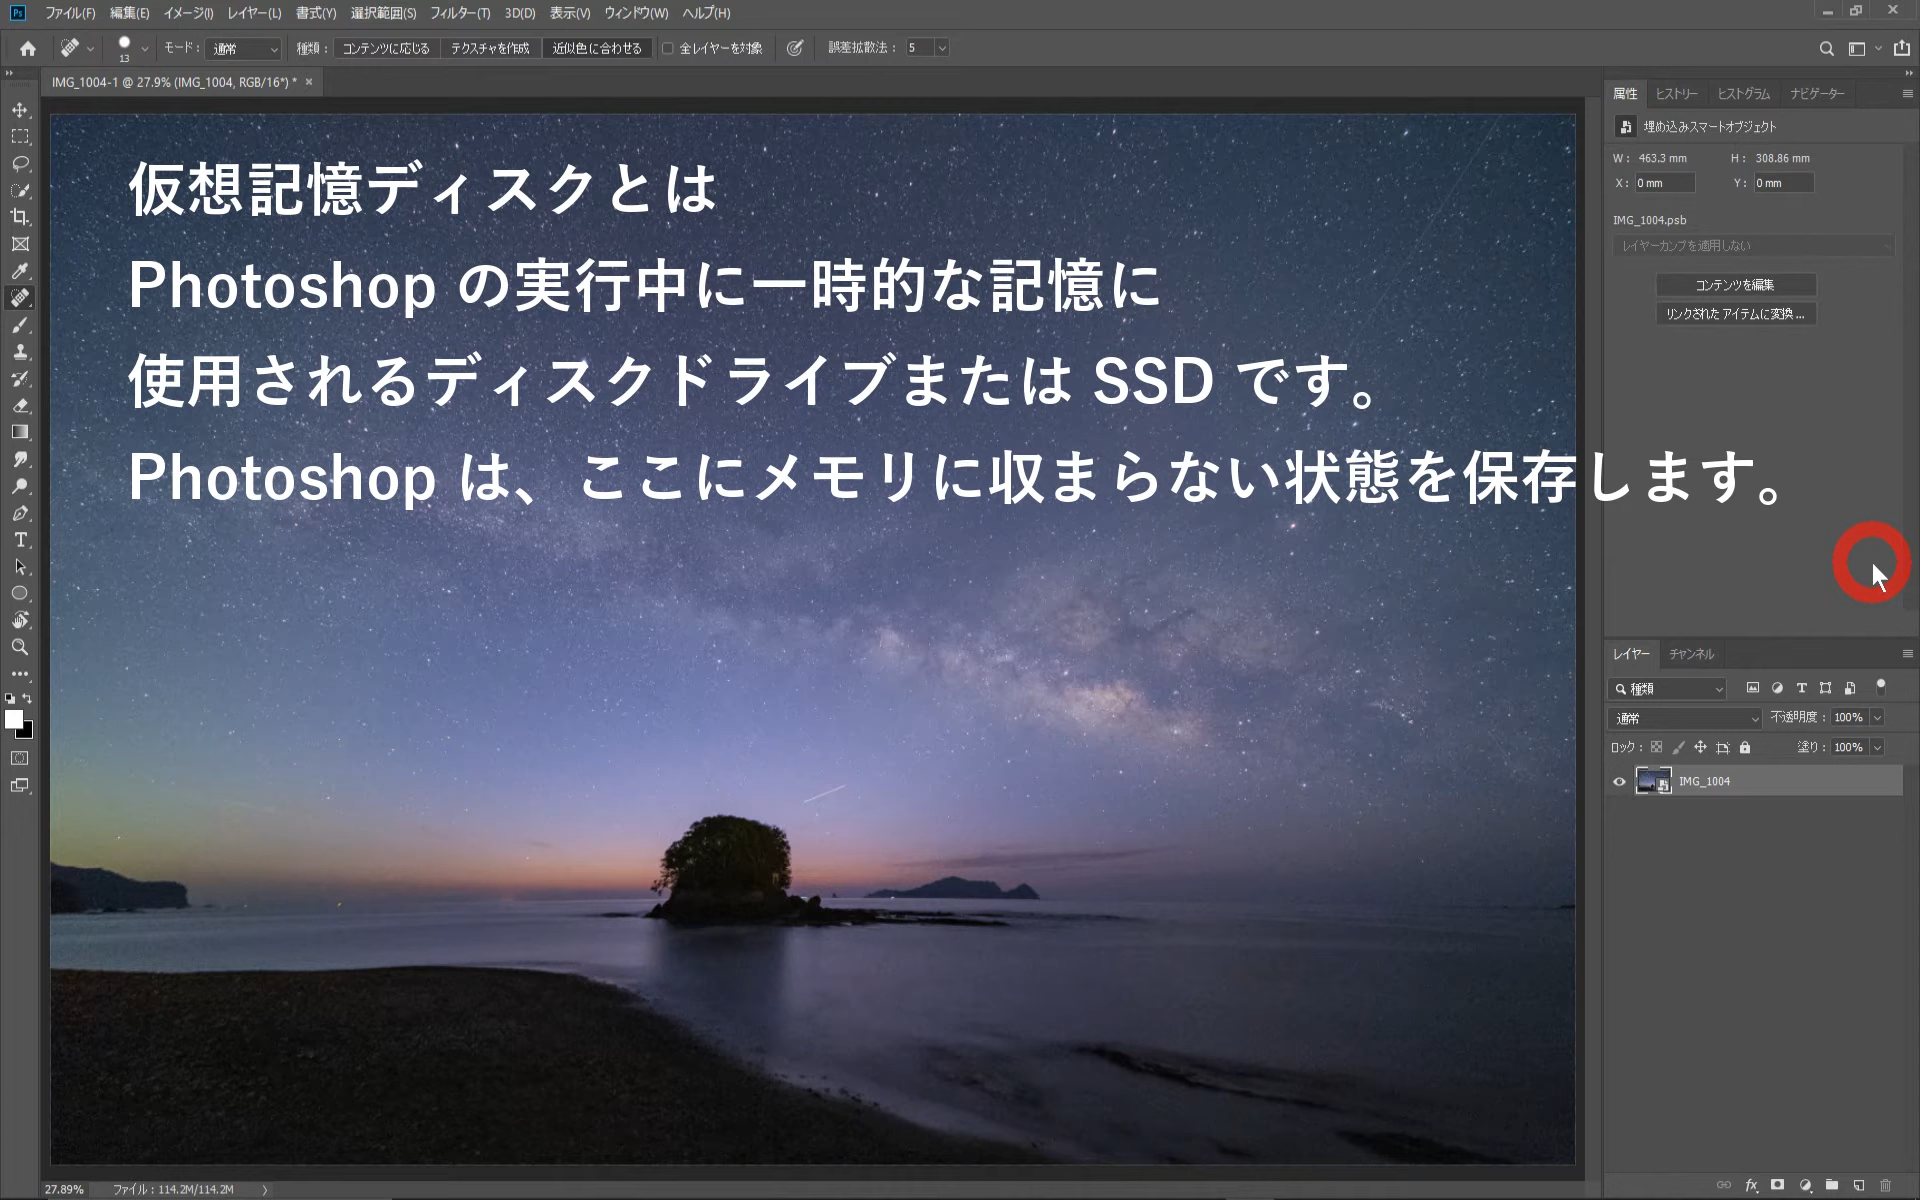 Ps ファイル(F) 編集(E) イメージ(I) レイヤー(L) 書式(Y) 選択範囲(S) フィルター(T) 3D(D) 表示(V) ウィンドウ(W) ヘルプ(H)
13 モード： 通常 種類： コンテンツに応じる テクスチャを作成 近似色に合わせる 全レイヤーを対象 誤差拡散法： 5
IMG_1004-1 @ 27.9% (IMG_1004, RGB/16*) * ×
仮想記憶ディスクとは
Photoshop の実行中に一時的な記憶に
使用されるディスクドライブまたは SSD です。
Photoshop は、ここにメモリに収まらない状態を保存します。
属性 ヒストリー ヒストグラム ナビゲーター
埋め込みスマートオブジェクト
W： 463.3 mm H： 308.86 mm
X： 0 mm Y： 0 mm
IMG_1004.psb
レイヤーカンプを適用しない
コンテンツを編集
リンクされたアイテムに変換...
レイヤー チャンネル
種類
通常 不透明度： 100%
ロック： 塗り： 100%
IMG_1004
27.89% ファイル：114.2M/114.2M